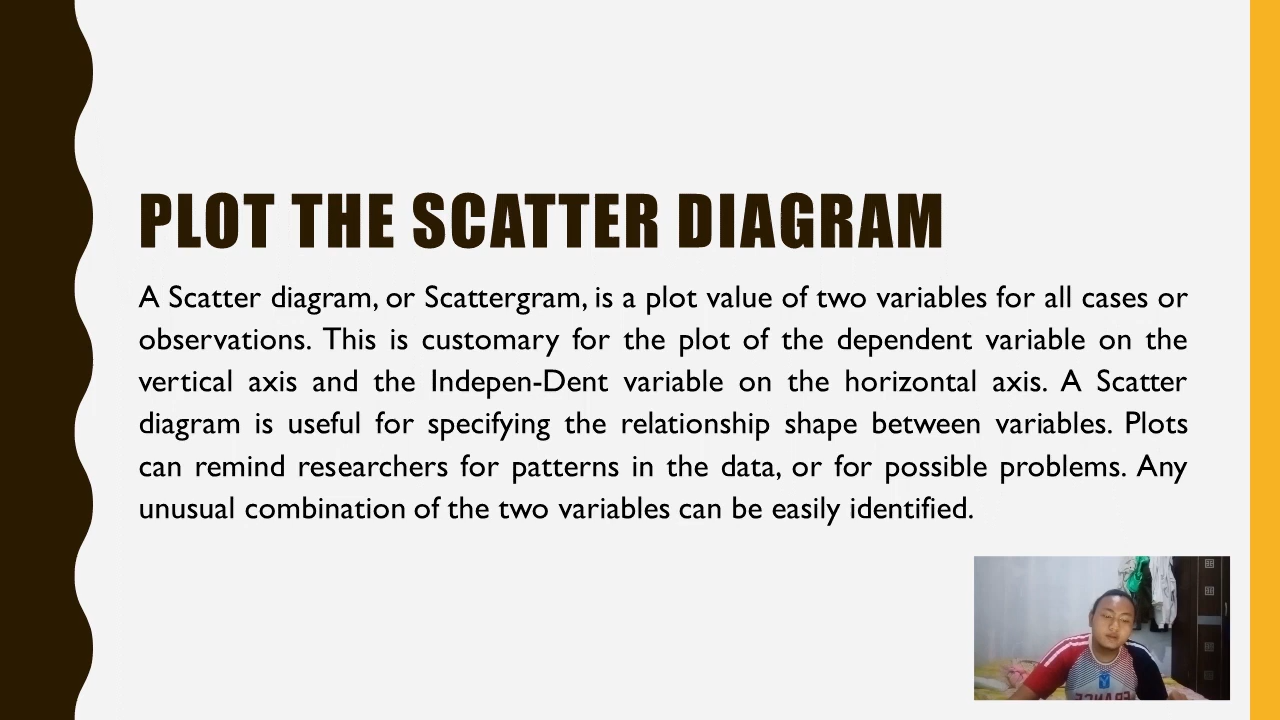 PLOT THE SCATTER DIAGRAM
A Scatter diagram, or Scattergram, is a plot value of two variables for all cases or
observations. This is customary for the plot of the dependent variable on the
vertical axis and the Indepen-Dent variable on the horizontal axis. A Scatter
diagram is useful for specifying the relationship shape between variables. Plots
can remind researchers for patterns in the data, or for possible problems. Any
unusual combination of the two variables can be easily identified.